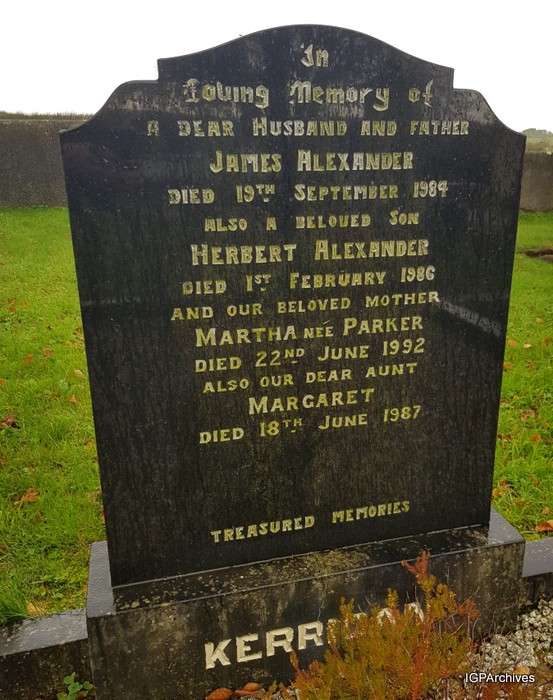 In
Loving Memory of
A DEAR HUSBAND AND FATHER
JAMES ALEXANDER
DIED 19TH SEPTEMBER 1984
ALSO A BELOVED SON
HERBERT ALEXANDER
DIED 1ST FEBRUARY 1986
AND OUR BELOVED MOTHER
MARTHA NÉE PARKER
DIED 22ND JUNE 1992
ALSO OUR DEAR AUNT
MARGARET
DIED 18TH JUNE 1987
TREASURED MEMORIES
IGPArchives